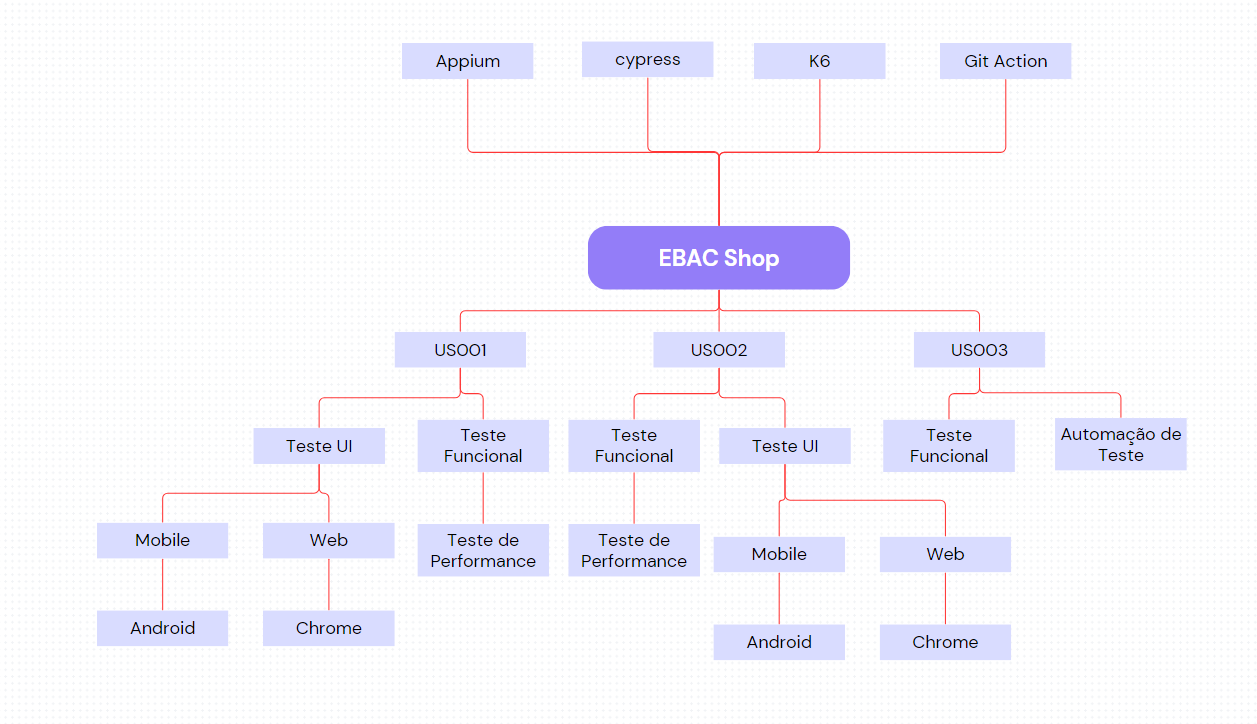 Appium
cypress
K6
Git Action
EBAC Shop
US001
US002
US003
Teste UI
Teste
Funcional
Teste
Funcional
Teste UI
Teste
Funcional
Automação de
Teste
Mobile
Web
Teste de
Performance
Teste de
Performance
Mobile
Web
Android
Chrome
Android
Chrome